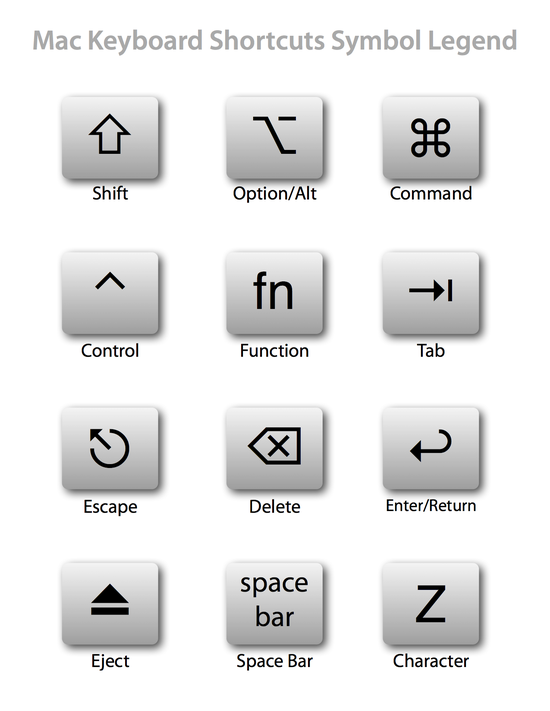 Mac Keyboard Shortcuts Symbol Legend
⇧ ⌥ ⌘
Shift Option/Alt Command
^ fn ⇥
Control Function Tab
⎋ ⌫ ↩
Escape Delete Enter/Return
⏏ space
bar Z
Eject Space Bar Character